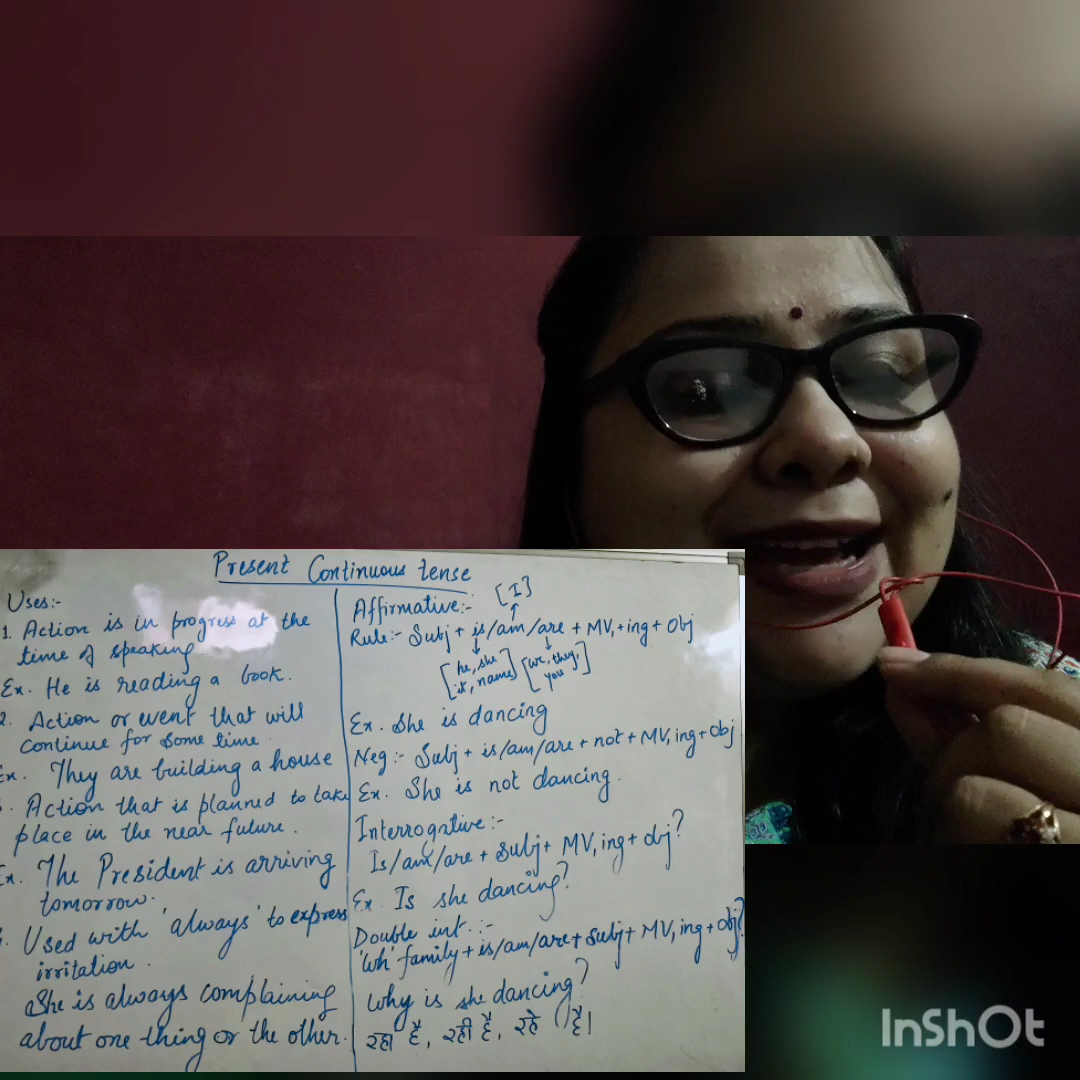 Present Continuous tense
Uses:-
1. Action is in progress at the
time of speaking.
Ex. He is reading a book.
2. Action or event that will
continue for some time.
Ex. They are building a house
3. Action that is planned to take
place in the near future.
Ex. The President is arriving
tomorrow.
4. Used with 'always' to express
irritation.
She is always complaining
about one thing or the other.
Affirmative:- [I]
Rule:- Subj + is/am/are + MV₁+ing + Obj
[he, she [we, they,
it, name] you]
Ex. She is dancing
Neg:- Subj + is/am/are + not + MV₁ing + Obj
Ex. She is not dancing.
Interrogative:-
Is/am/are + subj + MV₁ing + obj?
Ex. Is she dancing?
Double int.:-
'Wh' family + is/am/are + Subj + MV₁ing + obj?
Why is she dancing?
रहा है, रही है, रहे हैं।
InShOt